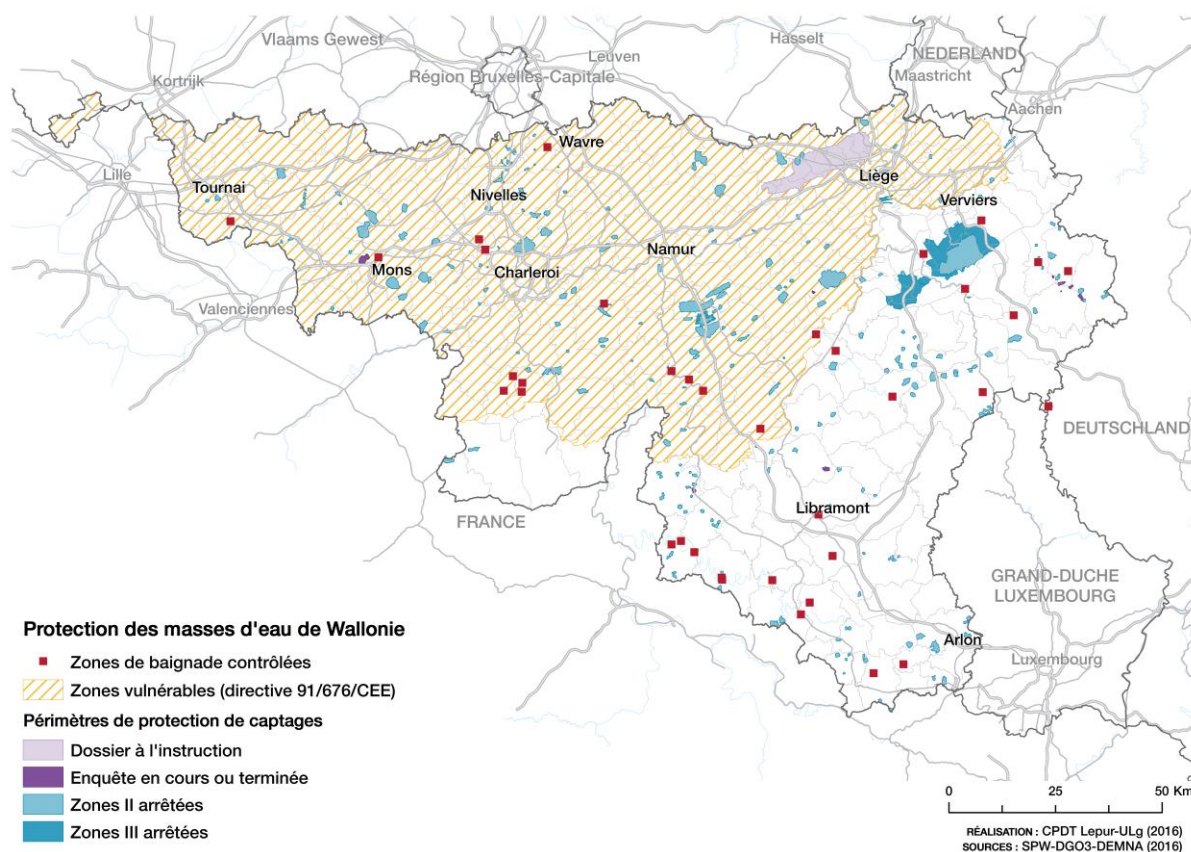 Vlaams Gewest
Hasselt
NEDERLAND
Leuven
Région Bruxelles-Capitale
Maastricht
Kortrijk
Aachen
Wavre
Lille
Liège
Tournai
Nivelles
Verviers
Namur
Mons
Charleroi
Valenciennes
DEUTSCHLAND
Libramont
FRANCE
GRAND-DUCHE
LUXEMBOURG
Arlon
Luxembourg
Protection des masses d'eau de Wallonie
Zones de baignade contrôlées
Zones vulnérables (directive 91/676/CEE)
Périmètres de protection de captages
Dossier à l'instruction
Enquête en cours ou terminée
Zones II arrêtées
Zones III arrêtées
0 25 50 Km
RÉALISATION : CPDT Lepur-ULg (2016)
SOURCES : SPW-DGO3-DEMNA (2016)